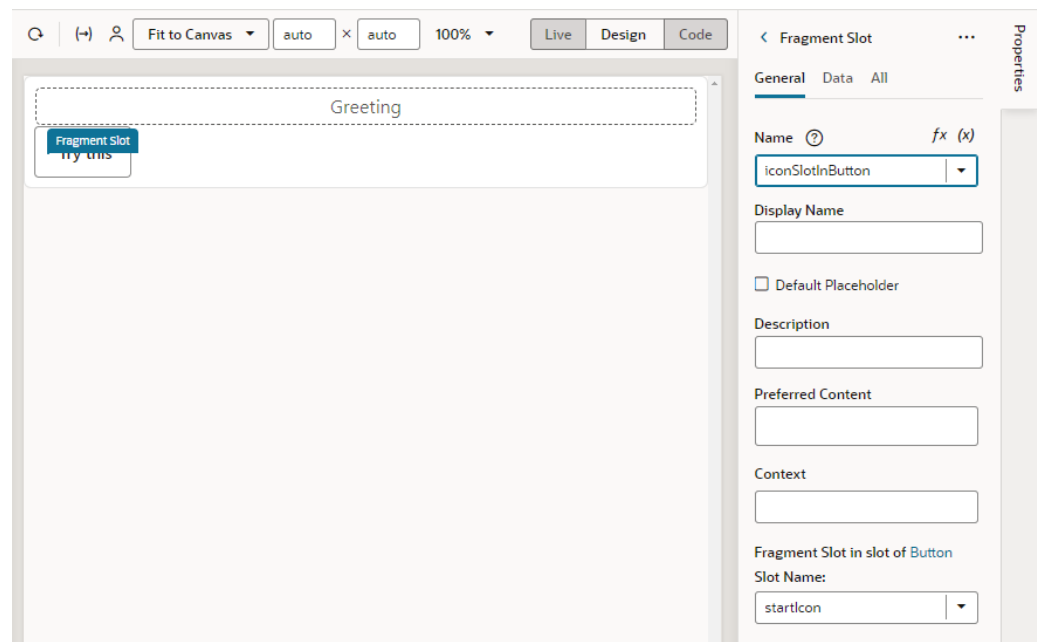 Fit to Canvas auto × auto 100% Live Design Code
Greeting
Fragment Slot
Try this
Fragment Slot ...
General Data All
Name ? fx (x)
iconSlotInButton
Display Name
Default Placeholder
Description
Preferred Content
Context
Fragment Slot in slot of Button
Slot Name:
startIcon
Properties